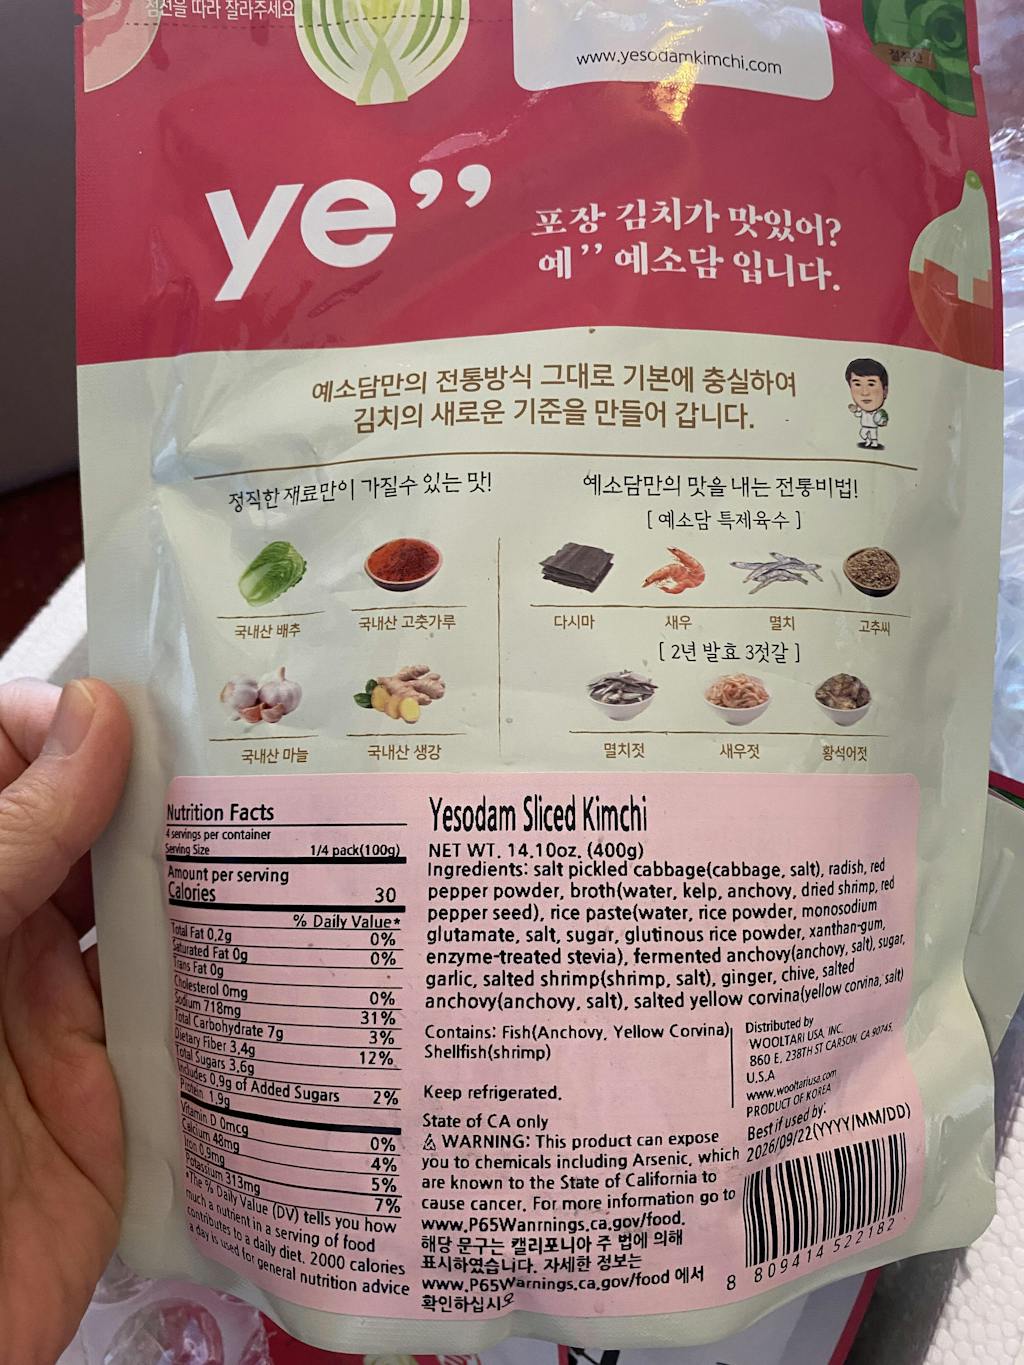 점선을 따라 잘라주세요
www.yesodamkimchi.com
절취선
ye”
포장 김치가 맛있어?
예” 예소담 입니다.
예소담만의 전통방식 그대로 기본에 충실하여
김치의 새로운 기준을 만들어 갑니다.
정직한 재료만이 가질수 있는 맛!
국내산 배추
국내산 고춧가루
국내산 마늘
국내산 생강
예소담만의 맛을 내는 전통비법!
[ 예소담 특제육수 ]
다시마
새우
멸치
고추씨
[ 2년 발효 3젓갈 ]
멸치젓
새우젓
황석어젓
Nutrition Facts
4 servings per container
Serving Size 1/4 pack(100g)
Amount per serving
Calories 30
% Daily Value*
Total Fat 0,2g 0%
Saturated Fat 0g 0%
Trans Fat 0g
Cholesterol 0mg 0%
Sodium 718mg 31%
Total Carbohydrate 7g 3%
Dietary Fiber 3,4g 12%
Total Sugars 3,6g
Includes 0,9g of Added Sugars 2%
Protein 1,9g
Vitamin D 0mcg 0%
Calcium 48mg 4%
Iron 0,9mg 5%
Potassium 313mg 7%
*The % Daily Value (DV) tells you how
much a nutrient in a serving of food
contributes to a daily diet. 2000 calories
a day is used for general nutrition advice
Yesodam Sliced Kimchi
NET WT. 14.10oz. (400g)
Ingredients: salt pickled cabbage(cabbage, salt), radish, red
pepper powder, broth(water, kelp, anchovy, dried shrimp, red
pepper seed), rice paste(water, rice powder, monosodium
glutamate, salt, sugar, glutinous rice powder, xanthan-gum,
enzyme-treated stevia), fermented anchovy(anchovy, salt), sugar,
garlic, salted shrimp(shrimp, salt), ginger, chive, salted
anchovy(anchovy, salt), salted yellow corvina(yellow corvina, salt)
Contains: Fish(Anchovy, Yellow Corvina)
Shellfish(shrimp)
Keep refrigerated.
State of CA only
⚠ WARNING: This product can expose
you to chemicals including Arsenic, which
are known to the State of California to
cause cancer. For more information go to
www.P65Wanrnings.ca.gov/food.
해당 문구는 캘리포니아 주 법에 의해
표시하였습니다. 자세한 정보는
www.P65Warnings.ca.gov/food 에서
확인하십시오
Distributed by
WOOLTARI USA, INC.
860 E. 238TH ST CARSON, CA 90745,
U.S.A
www.wooltariusa.com
PRODUCT OF KOREA
Best if used by:
2026/09/22(YYYY/MM/DD)
8 809414 522182